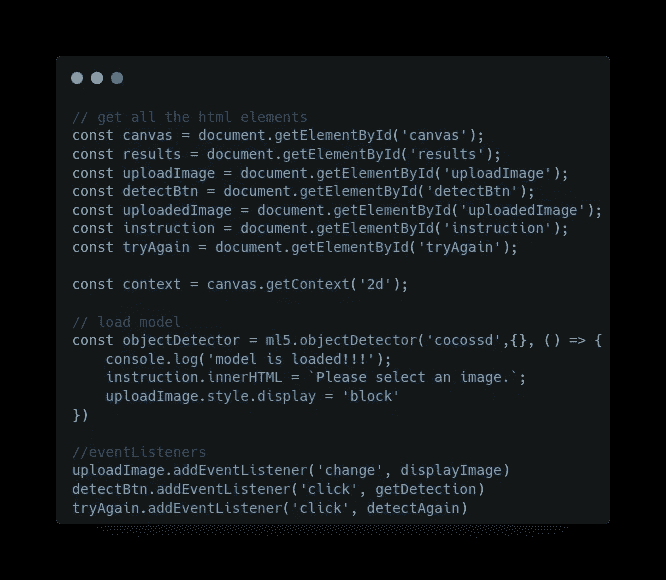 // get all the html elements
const canvas = document.getElementById('canvas');
const results = document.getElementById('results');
const uploadImage = document.getElementById('uploadImage');
const detectBtn = document.getElementById('detectBtn');
const uploadedImage = document.getElementById('uploadedImage');
const instruction = document.getElementById('instruction');
const tryAgain = document.getElementById('tryAgain');
const context = canvas.getContext('2d');
// load model
const objectDetector = ml5.objectDetector('cocossd',{}, () => {
    console.log('model is loaded!!!');
    instruction.innerHTML = `Please select an image.`;
    uploadImage.style.display = 'block'
})
//eventListeners
uploadImage.addEventListener('change', displayImage)
detectBtn.addEventListener('click', getDetection)
tryAgain.addEventListener('click', detectAgain)